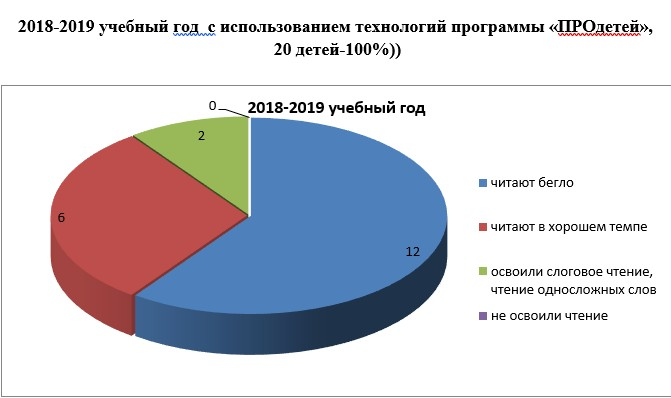 2018-2019 учебный год  с использованием технологий программы «ПРОдетей»,
20 детей-100%))
2018-2019 учебный год
0
2
6
12
читают бегло
читают в хорошем темпе
освоили слоговое чтение,
чтение односложных слов
не освоили чтение